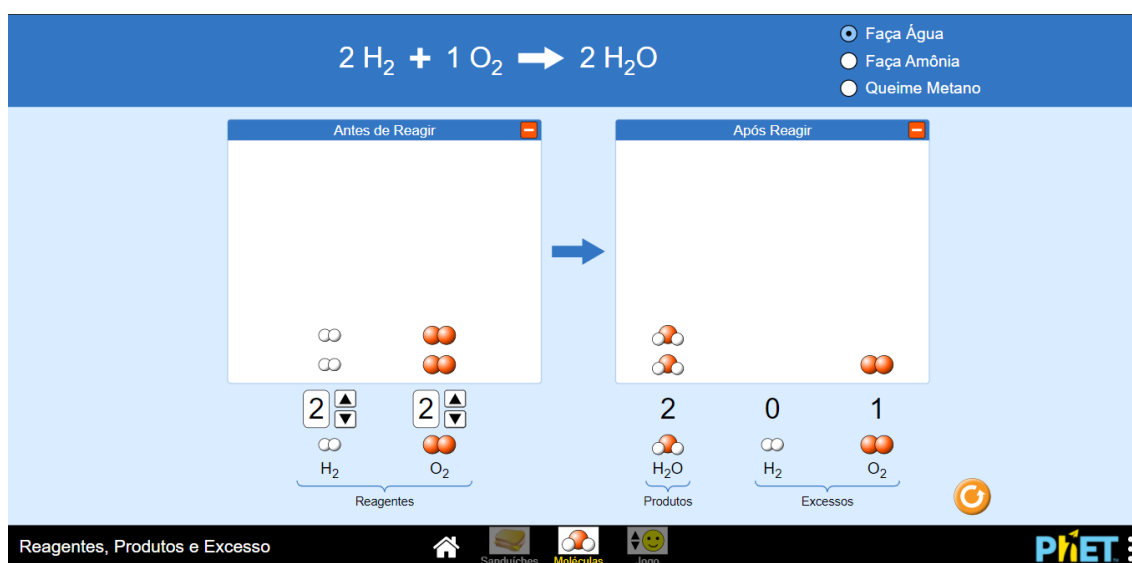 2 H₂ + 1 O₂ → 2 H₂O
Faça Água
Faça Amônia
Queime Metano
Antes de Reagir
Após Reagir
2 2
2 0 1
H₂ O₂
H₂O H₂ O₂
Reagentes
Produtos Excessos
Reagentes, Produtos e Excesso
Sanduíches Moléculas Jogo
PhET